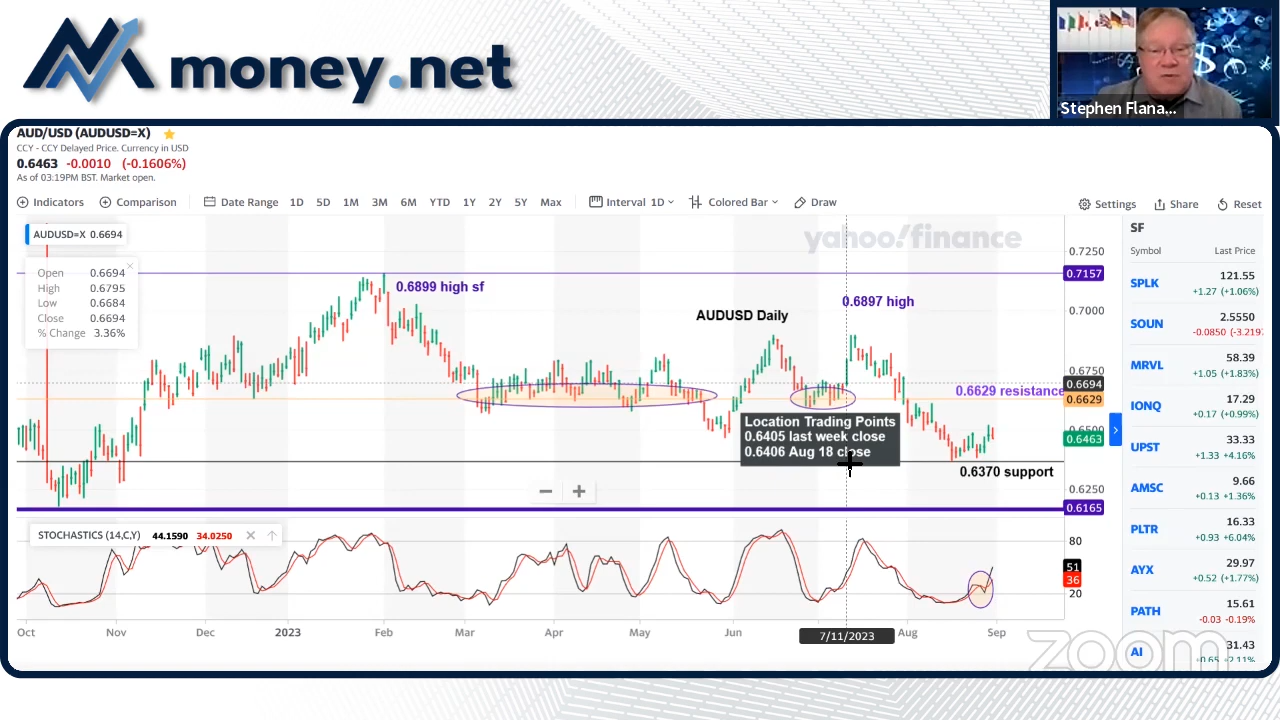 money.net
Stephen Flana...
AUD/USD (AUDUSD=X)
CCY - CCY Delayed Price. Currency in USD
0.6463 -0.0010 (-0.1606%)
As of 03:19PM BST. Market open.
Indicators Comparison Date Range 1D 5D 1M 3M 6M YTD 1Y 2Y 5Y Max Interval 1D Colored Bar Draw Settings Share Reset
AUDUSD=X 0.6694
Open 0.6694
High 0.6795
Low 0.6684
Close 0.6694
% Change 3.36%
yahoo!finance
0.6899 high sf
0.6897 high
AUDUSD Daily
0.6629 resistance
Location Trading Points
0.6405 last week close
0.6406 Aug 18 close
0.6370 support
0.7250
0.7157
0.7000
0.6750
0.6694
0.6629
0.6500
0.6463
0.6250
0.6165
STOCHASTICS (14,C,Y) 44.1590 34.0250
80
51
36
20
Oct Nov Dec 2023 Feb Mar Apr May Jun 7/11/2023 Aug Sep
SF
Symbol Last Price
SPLK 121.55
+1.27 (+1.06%)
SOUN 2.5550
-0.0850 (-3.219
MRVL 58.39
+1.05 (+1.83%)
IONQ 17.29
+0.17 (+0.99%)
UPST 33.33
+1.33 +4.16%
AMSC 9.66
+0.13 +1.36%
PLTR 16.33
+0.93 +6.04%
AYX 29.97
+0.52 (+1.77%)
PATH 15.61
-0.03 -0.19%
AI 31.43
+0.65 +2.11%
zoom